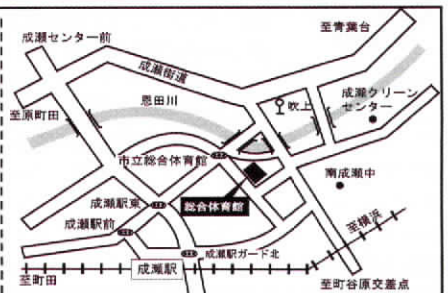 成瀬センター前
至青葉台
成瀬街道
恩田川
吹上
成瀬クリーン
センター
至原町田
市立総合体育館
南成瀬中
成瀬駅東
総合体育館
成瀬駅前
至横浜
成瀬駅ガード北
成瀬駅
至町田
至町谷原交差点